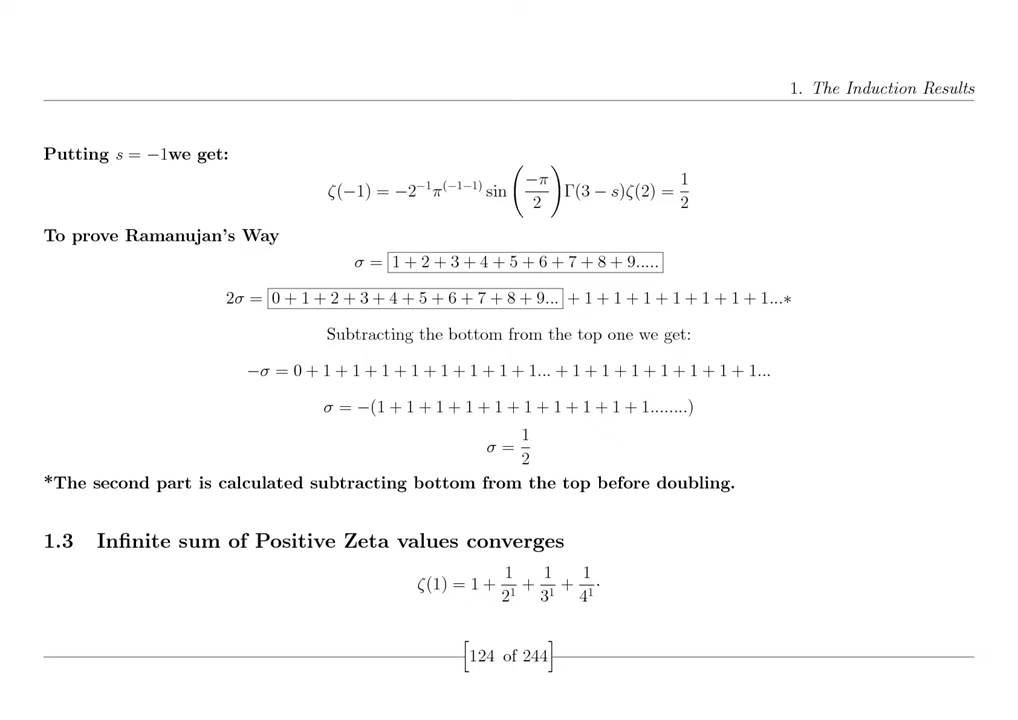 1. The Induction Results
Putting s = −1we get:
ζ(−1) = −2^{−1}π^{(−1−1)} sin(−π/2)Γ(3 − s)ζ(2) = 1/2
To prove Ramanujan's Way
σ = 1 + 2 + 3 + 4 + 5 + 6 + 7 + 8 + 9.....
2σ = 0 + 1 + 2 + 3 + 4 + 5 + 6 + 7 + 8 + 9... + 1 + 1 + 1 + 1 + 1 + 1 + 1...*
Subtracting the bottom from the top one we get:
−σ = 0 + 1 + 1 + 1 + 1 + 1 + 1 + 1 + 1... + 1 + 1 + 1 + 1 + 1 + 1 + 1...
σ = −(1 + 1 + 1 + 1 + 1 + 1 + 1 + 1 + 1 + 1........)
σ = 1/2
*The second part is calculated subtracting bottom from the top before doubling.
1.3 Infinite sum of Positive Zeta values converges
ζ(1) = 1 + 1/2^1 + 1/3^1 + 1/4^1.
124 of 244